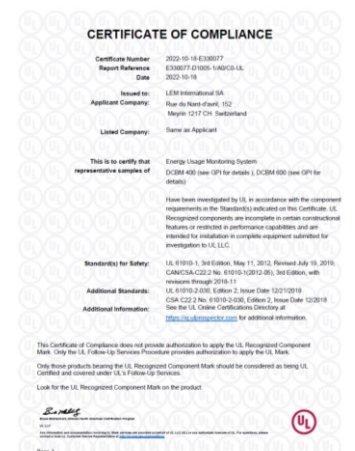 CERTIFICATE OF COMPLIANCE
Certificate Number 2022-10-18-E338077
Report Reference E338077-D1005-1/A0/C0-UL
Date 2022-10-18
Issued to: LEM International SA
Applicant Company: Rue du Nant-d'avril, 152
Meyrin 1217 CH Switzerland
Listed Company: Same as Applicant
This is to certify that Energy Usage Monitoring System
representative samples of DCBM 400 (see GPI for details ), DCBM 600 (see GPI for
details)
Have been investigated by UL in accordance with the component
requirements in the Standard(s) indicated on this Certificate. UL
Recognized components are incomplete in certain constructional
features or restricted in performance capabilities and are
intended for installation in complete equipment submitted for
investigation to UL LLC.
Standard(s) for Safety: UL 61010-1, 3rd Edition, May 11, 2012, Revised July 19, 2019,
CAN/CSA-C22.2 No. 61010-1(2012-05), 3rd Edition, with
revisions through 2018-11
Additional Standards: UL 61010-2-030, Edition 2, Issue Date 12/21/2018
CSA C22.2 No. 61010-2-030, Edition 2, Issue Date 12/2018
Additional Information: See the UL Online Certifications Directory at
https://iq.ulprospector.com for additional information.
This Certificate of Compliance does not provide authorization to apply the UL Recognized Component
Mark. Only the UL Follow-Up Services Procedure provides authorization to apply the UL Mark.
Only those products bearing the UL Recognized Component Mark should be considered as being UL
Certified and covered under UL's Follow-Up Services.
Look for the UL Recognized Component Mark on the product.
UL